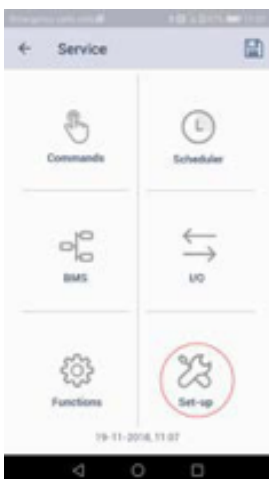 Service
Commands
Scheduler
BMS
I/O
Functions
Set-up
19-11-2018, 11:07